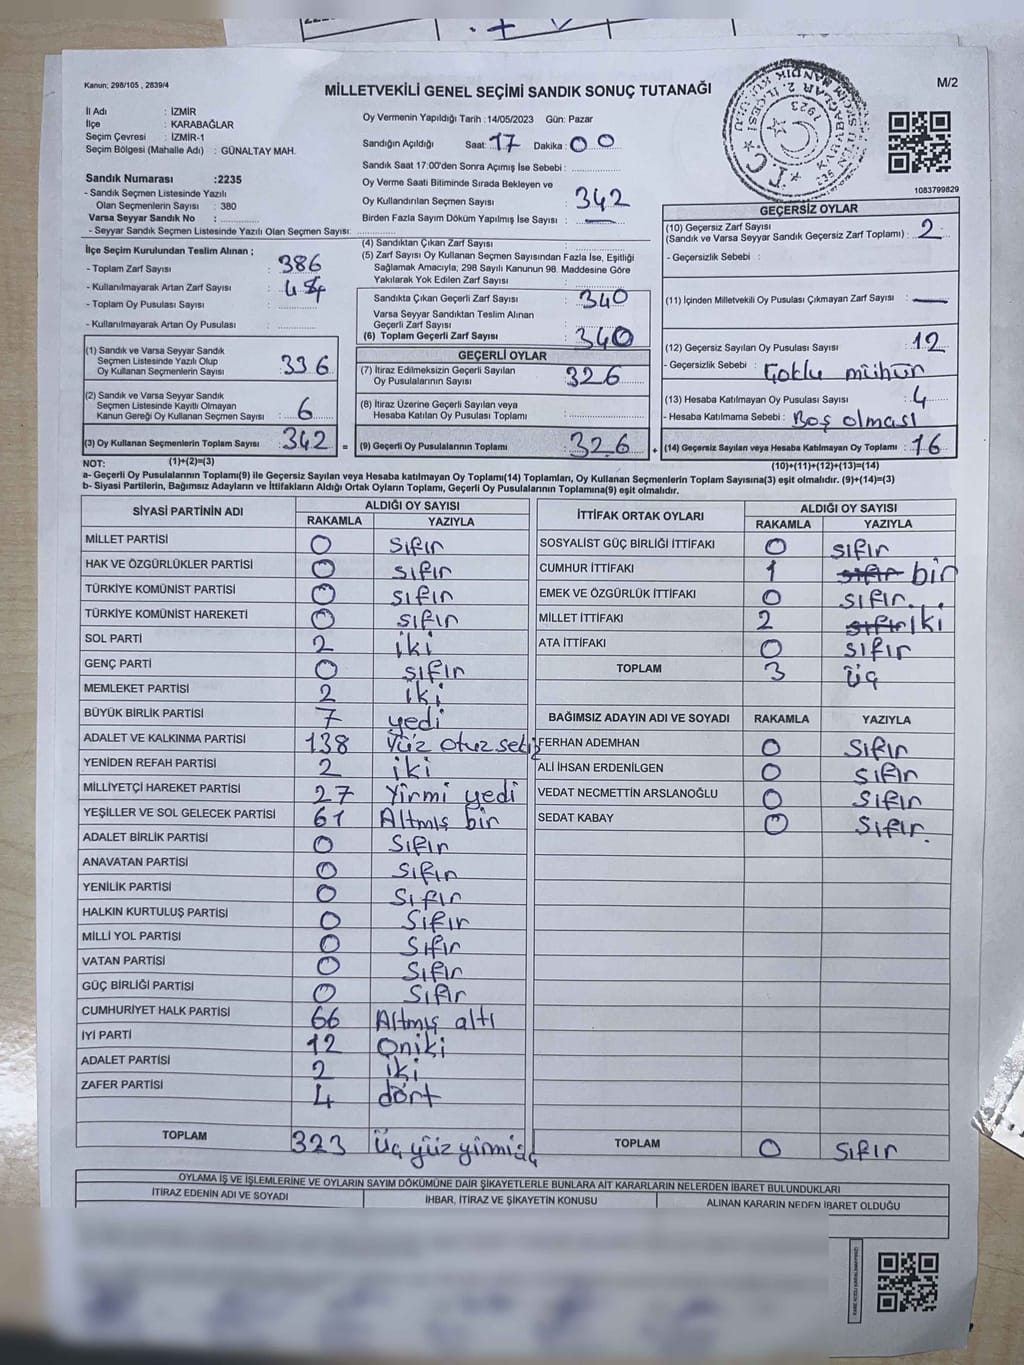 Kanun; 298/105 , 2839/4
MİLLETVEKİLİ GENEL SEÇİMİ SANDIK SONUÇ TUTANAĞI
M/2
İl Adı : İZMİR
İlçe : KARABAĞLAR
Seçim Çevresi : İZMİR-1
Seçim Bölgesi (Mahalle Adı) : GÜNALTAY MAH.
Sandık Numarası :2235
- Sandık Seçmen Listesinde Yazılı
Olan Seçmenlerin Sayısı : 380
Varsa Seyyar Sandık No :
- Seyyar Sandık Seçmen Listesinde Yazılı Olan Seçmen Sayısı:
Oy Vermenin Yapıldığı Tarih :14/05/2023 Gün: Pazar
Sandığın Açıldığı Saat: 17 Dakika: 00
Sandık Saat 17:00'den Sonra Açımış İse Sebebi :
Oy Verme Saati Bitiminde Sırada Bekleyen ve
Oy Kullandırılan Seçmen Sayısı : 342
Birden Fazla Sayım Döküm Yapılmış İse Sayısı : —
1083799829
İlçe Seçim Kurulundan Teslim Alınan ;
- Toplam Zarf Sayısı : 386
- Kullanılmayarak Artan Zarf Sayısı :
- Toplam Oy Pusulası Sayısı :
- Kullanılmayarak Artan Oy Pusulası :
(1) Sandık ve Varsa Seyyar Sandık
Seçmen Listesinde Yazılı Olup
Oy Kullanan Seçmenlerin Sayısı : 336
(2) Sandık ve Varsa Seyyar Sandık
Seçmen Listesinde Kayıtlı Olmayan
Kanun Gereği Oy Kullanan Seçmen Sayısı : 6
(3) Oy Kullanan Seçmenlerin Toplam Sayısı : 342 =
(4) Sandıktan Çıkan Zarf Sayısı :
(5) Zarf Sayısı Oy Kullanan Seçmen Sayısından Fazla İse, Eşitliği
Sağlamak Amacıyla; 298 Sayılı Kanunun 98. Maddesine Göre
Yakılarak Yok Edilen Zarf Sayısı :
Sandıkta Çıkan Geçerli Zarf Sayısı : 340
Varsa Seyyar Sandıktan Teslim Alınan
Geçerli Zarf Sayısı :
(6) Toplam Geçerli Zarf Sayısı : 340
GEÇERLİ OYLAR
(7) İtiraz Edilmeksizin Geçerli Sayılan
Oy Pusulalarının Sayısı : 326
(8) İtiraz Üzerine Geçerli Sayılan veya
Hesaba Katılan Oy Pusulası Toplamı :
(9) Geçerli Oy Pusulalarının Toplamı : 326 +
GEÇERSİZ OYLAR
(10) Geçersiz Zarf Sayısı
(Sandık ve Varsa Seyyar Sandık Geçersiz Zarf Toplamı) : 2
- Geçersizlik Sebebi :
(11) İçinden Milletvekili Oy Pusulası Çıkmayan Zarf Sayısı : —
(12) Geçersiz Sayılan Oy Pusulası Sayısı : 12
- Geçersizlik Sebebi : Çoklu mühür
(13) Hesaba Katılmayan Oy Pusulası Sayısı : 4
- Hesaba Katılmama Sebebi : Boş olması
(14) Geçersiz Sayılan veya Hesaba Katılmayan Oy Toplamı : 16
NOT: (1)+(2)=(3) (10)+(11)+(12)+(13)=(14)
a- Geçerli Oy Pusulalarının Toplamı(9) ile Geçersiz Sayılan veya Hesaba katılmayan Oy Toplamı(14) Toplamları, Oy Kullanan Seçmenlerin Toplam Sayısına(3) eşit olmalıdır. (9)+(14)=(3)
b- Siyasi Partilerin, Bağımsız Adayların ve İttifakların Aldığı Ortak Oyların Toplamı, Geçerli Oy Pusulalarının Toplamına(9) eşit olmalıdır.
SİYASİ PARTİNİN ADI ALDIĞI OY SAYISI
RAKAMLA YAZIYLA
MİLLET PARTİSİ 0 sıfır
HAK VE ÖZGÜRLÜKLER PARTİSİ 0 sıfır
TÜRKİYE KOMÜNİST PARTİSİ 0 sıfır
TÜRKİYE KOMÜNİST HAREKETİ 0 sıfır
SOL PARTİ 2 iki
GENÇ PARTİ 0 sıfır
MEMLEKET PARTİSİ 2 iki
BÜYÜK BİRLİK PARTİSİ 7 yedi
ADALET VE KALKINMA PARTİSİ 138 Yüz otuz sekiz
YENİDEN REFAH PARTİSİ 2 iki
MİLLİYETÇİ HAREKET PARTİSİ 27 Yirmi yedi
YEŞİLLER VE SOL GELECEK PARTİSİ 61 Altmış bir
ADALET BİRLİK PARTİSİ 0 Sıfır
ANAVATAN PARTİSİ 0 Sıfır
YENİLİK PARTİSİ 0 Sıfır
HALKIN KURTULUŞ PARTİSİ 0 Sıfır
MİLLİ YOL PARTİSİ 0 Sıfır
VATAN PARTİSİ 0 Sıfır
GÜÇ BİRLİĞİ PARTİSİ 0 Sıfır
CUMHURİYET HALK PARTİSİ 66 Altmış altı
İYİ PARTİ 12 Oniki
ADALET PARTİSİ 2 iki
ZAFER PARTİSİ 4 dört
TOPLAM 323 Üç yüz yirmi üç
İTTİFAK ORTAK OYLARI ALDIĞI OY SAYISI
RAKAMLA YAZIYLA
SOSYALİST GÜÇ BİRLİĞİ İTTİFAKI 0 sıfır
CUMHUR İTTİFAKI 1 sıfır bir
EMEK VE ÖZGÜRLÜK İTTİFAKI 0 sıfır.
MİLLET İTTİFAKI 2 sıfır iki
ATA İTTİFAKI 0 sıfır
TOPLAM 3 üç
BAĞIMSIZ ADAYIN ADI VE SOYADI RAKAMLA YAZIYLA
FERHAN ADEMHAN 0 Sıfır
ALİ İHSAN ERDENİLGEN 0 Sıfır
VEDAT NECMETTİN ARSLANOĞLU 0 Sıfır
SEDAT KABAY 0 Sıfır.
TOPLAM 0 Sıfır
OYLAMA İŞ VE İŞLEMLERİNE VE OYLARIN SAYIM DÖKÜMÜNE DAİR ŞİKAYETLERLE BUNLARA AİT KARARLARIN NELERDEN İBARET BULUNDUKLARI
İTİRAZ EDENİN ADI VE SOYADI İHBAR, İTİRAZ VE ŞİKAYETİN KONUSU ALINAN KARARIN NEDEN İBARET OLDUĞU